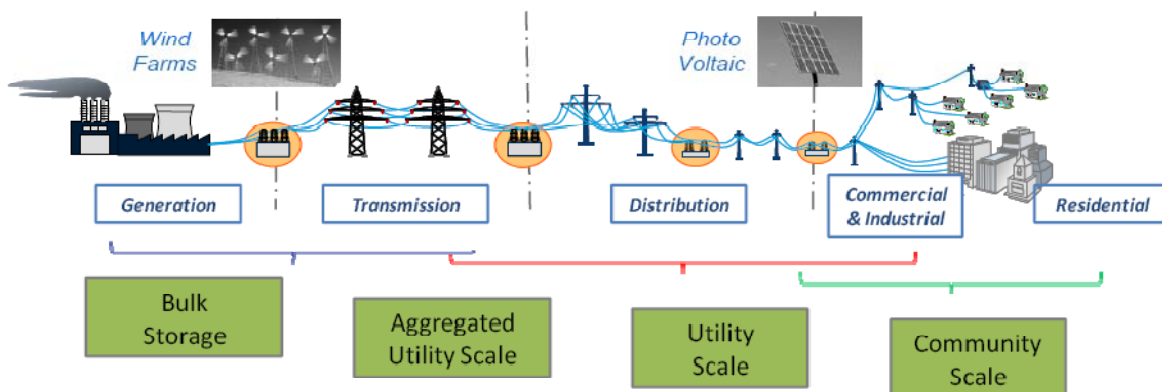 Wind
Farms
Photo
Voltaic
Generation
Transmission
Distribution
Commercial
& Industrial
Residential
Bulk
Storage
Aggregated
Utility Scale
Utility
Scale
Community
Scale